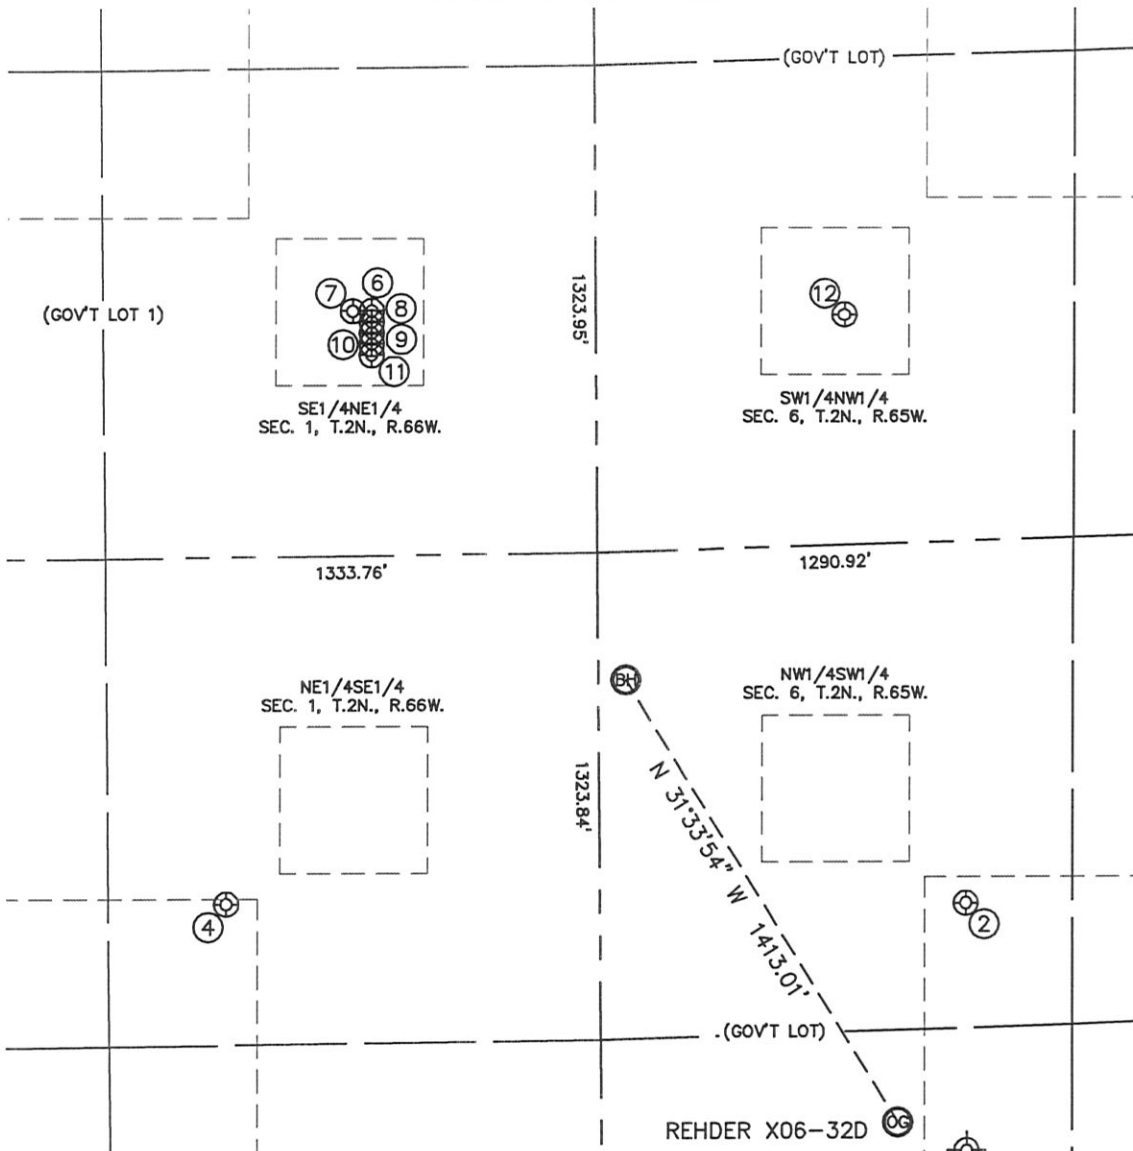 (GOV'T LOT)
(GOV'T LOT 1)
7
6
8
10
9
11
SE1/4NE1/4
SEC. 1, T.2N., R.66W.
1323.95'
12
SW1/4NW1/4
SEC. 6, T.2N., R.65W.
1333.76'
1290.92'
NE1/4SE1/4
SEC. 1, T.2N., R.66W.
BH
NW1/4SW1/4
SEC. 6, T.2N., R.65W.
1323.84'
N 31°33'54" W 1413.01'
4
2
(GOV'T LOT)
REHDER X06-32D
OG